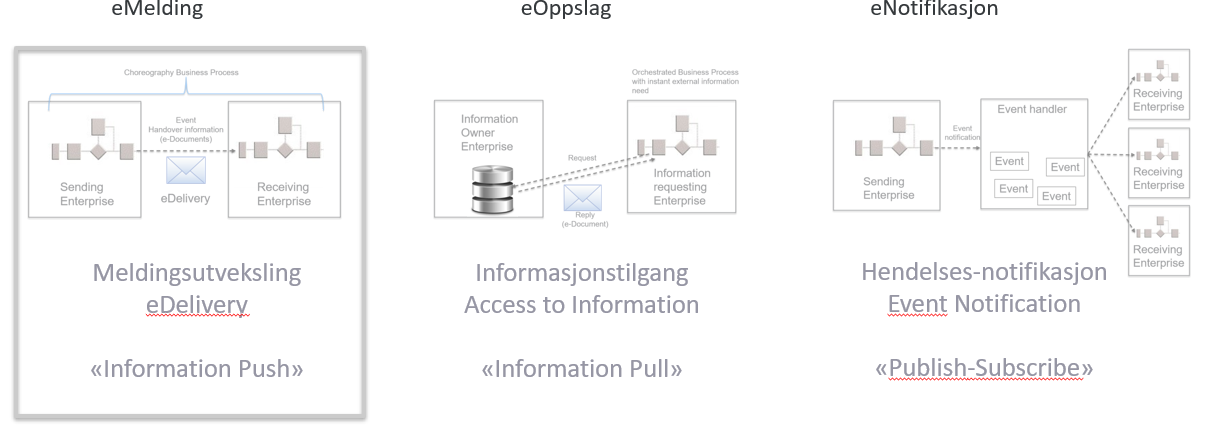 eMelding
Choreography Business Process
Event
Handover information
(e-Documents)
Sending
Enterprise
eDelivery
Receiving
Enterprise
Meldingsutveksling
eDelivery
«Information Push»
eOppslag
Orchestrated Business Process
with instant external information
need
Information
Owner
Enterprise
Request
Reply
(e-Document)
Information
requesting
Enterprise
Informasjonstilgang
Access to Information
«Information Pull»
eNotifikasjon
Sending
Enterprise
Event
notification
Event handler
Event
Event
Event
Event
Receiving
Enterprise
Receiving
Enterprise
Receiving
Enterprise
Hendelses-notifikasjon
Event Notification
«Publish-Subscribe»